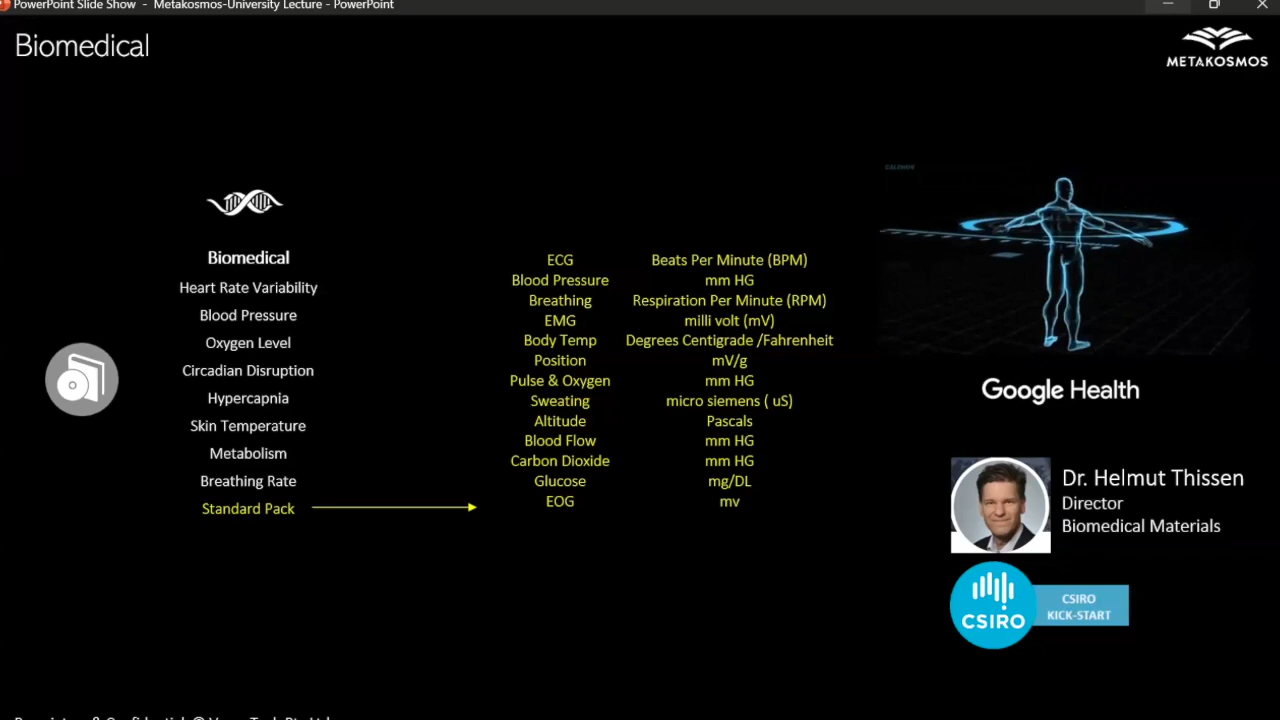 PowerPoint Slide Show - Metakosmos-University Lecture - PowerPoint
Biomedical
METAKOSMOS
Biomedical
Heart Rate Variability
Blood Pressure
Oxygen Level
Circadian Disruption
Hypercapnia
Skin Temperature
Metabolism
Breathing Rate
Standard Pack
ECG Beats Per Minute (BPM)
Blood Pressure mm HG
Breathing Respiration Per Minute (RPM)
EMG milli volt (mV)
Body Temp Degrees Centigrade /Fahrenheit
Position mV/g
Pulse & Oxygen mm HG
Sweating micro siemens ( uS)
Altitude Pascals
Blood Flow mm HG
Carbon Dioxide mm HG
Glucose mg/DL
EOG mv
Google Health
Dr. Helmut Thissen
Director
Biomedical Materials
CSIRO
CSIRO
KICK-START